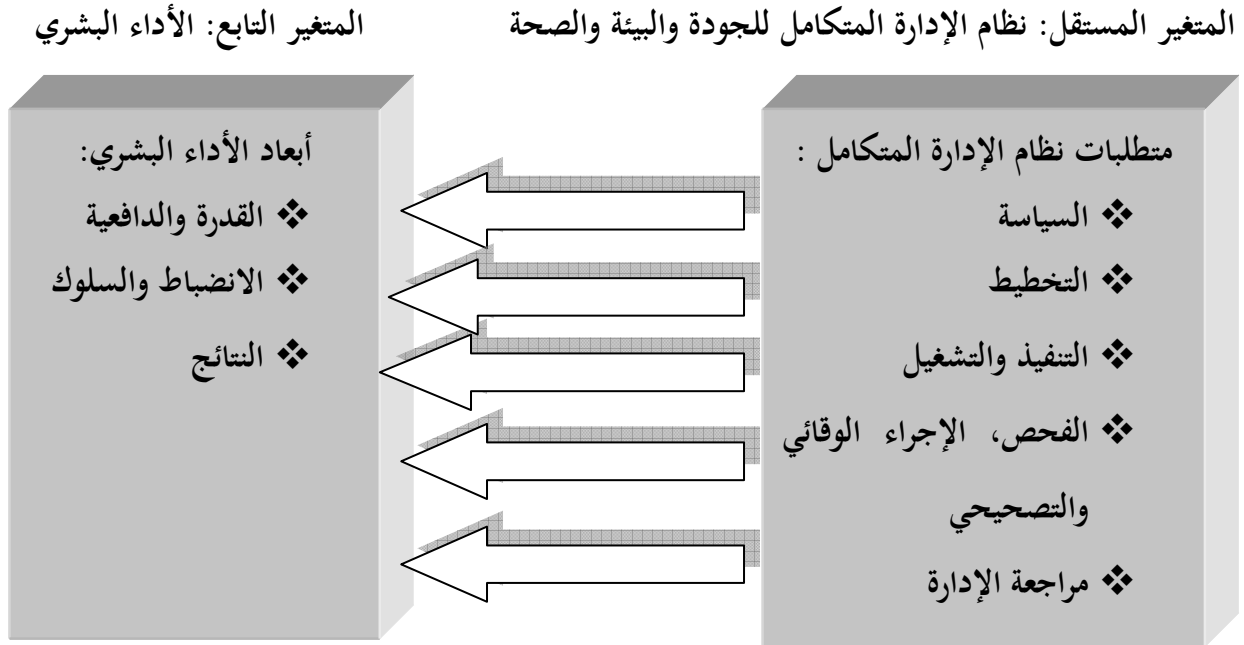 المتغير المستقل: نظام الإدارة المتكامل للجودة والبيئة والصحة
المتغير التابع: الأداء البشري
متطلبات نظام الإدارة المتكامل :
❖ السياسة
❖ التخطيط
❖ التنفيذ والتشغيل
❖ الفحص، الإجراء الوقائي
والتصحيحي
❖ مراجعة الإدارة
أبعاد الأداء البشري:
❖ القدرة والدافعية
❖ الانضباط والسلوك
❖ النتائج